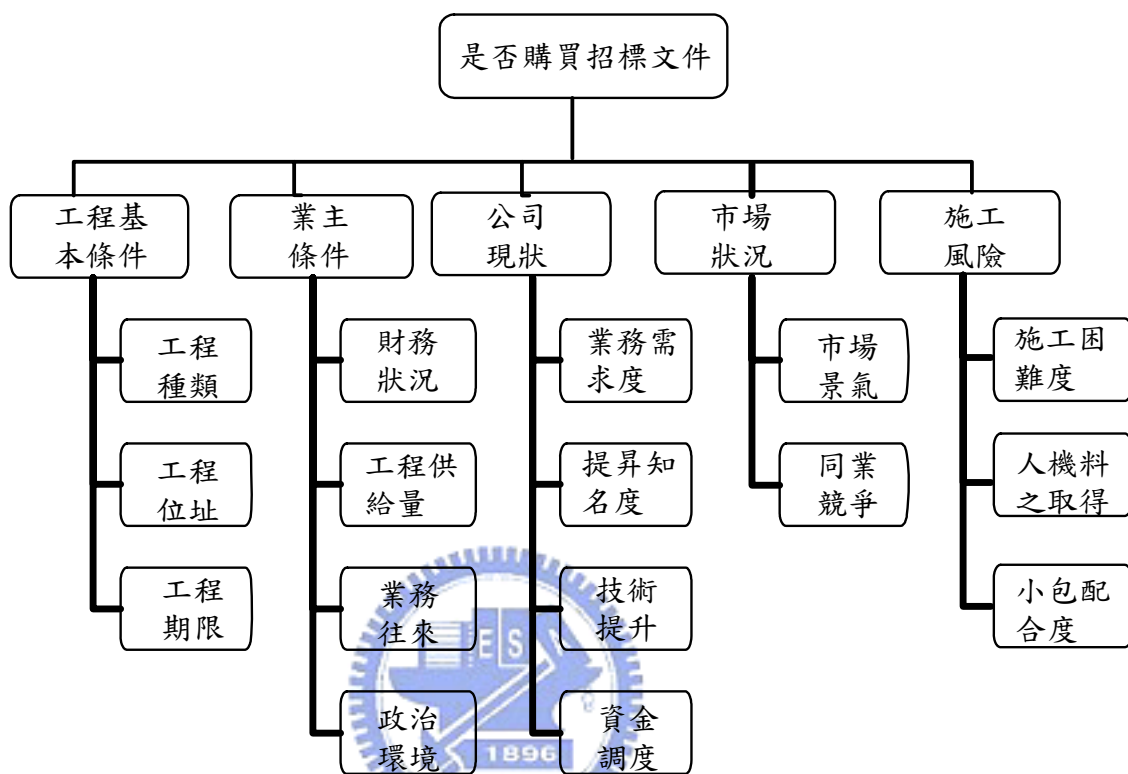 是否購買招標文件
工程基
本條件
業主
條件
公司
現狀
市場
狀況
施工
風險
工程
種類
工程
位址
工程
期限
財務
狀況
工程供
給量
業務
往來
政治
環境
業務需
求度
提昇知
名度
技術
提升
資金
調度
市場
景氣
同業
競爭
施工困
難度
人機料
之取得
小包配
合度
ES
1896